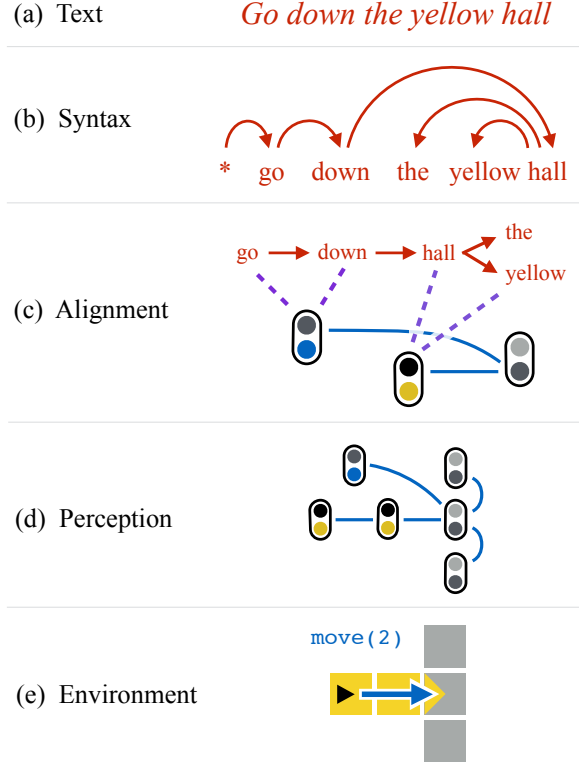 (a) Text
Go down the yellow hall
(b) Syntax
* go down the yellow hall
(c) Alignment
go down hall the yellow
(d) Perception
(e) Environment
move(2)